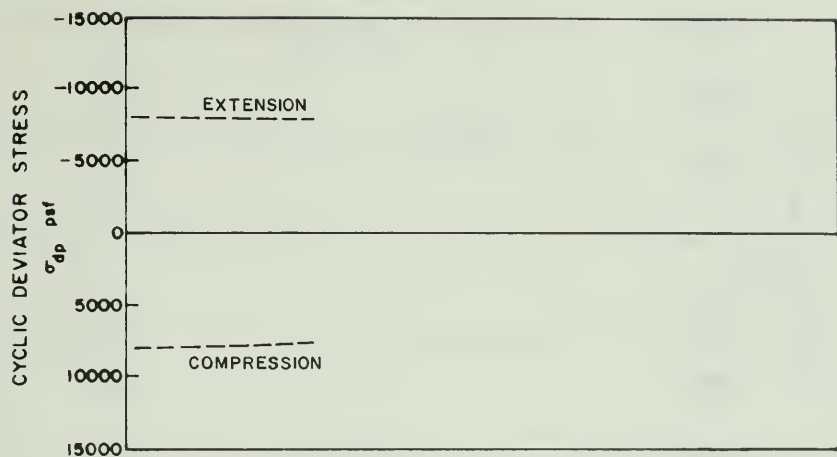 CYCLIC DEVIATOR STRESS
σdp psf
-15000
-10000
EXTENSION
-5000
0
5000
COMPRESSION
10000
15000